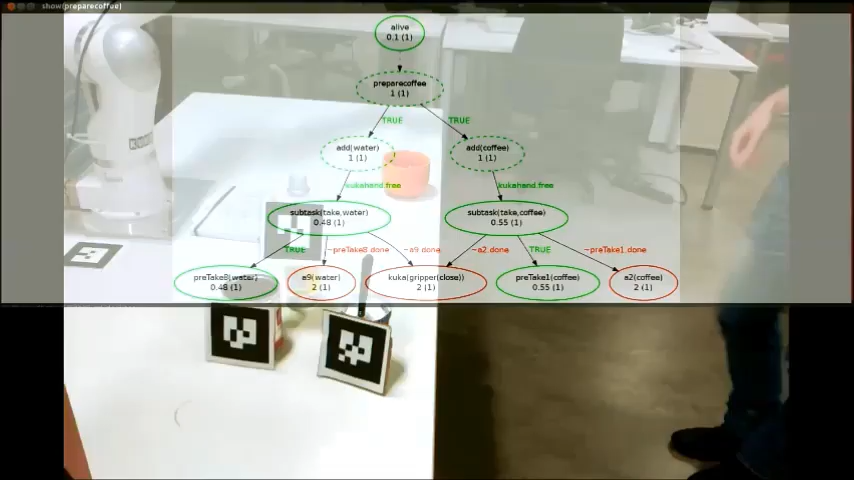 show(preparecoffee)
alive
0.1 (1)
preparecoffee
1 (1)
TRUE
TRUE
add(water)
1 (1)
add(coffee)
1 (1)
kukahand.free
kukahand.free
subtask(take,water)
0.48 (1)
subtask(take,coffee)
0.55 (1)
TRUE
~preTake8.done
~a9.done
~a2.done
TRUE
~preTake1.done
preTake8(water)
0.48 (1)
a9(water)
2 (1)
kuka(gripper(close))
2 (1)
preTake1(coffee)
0.55 (1)
a2(coffee)
2 (1)